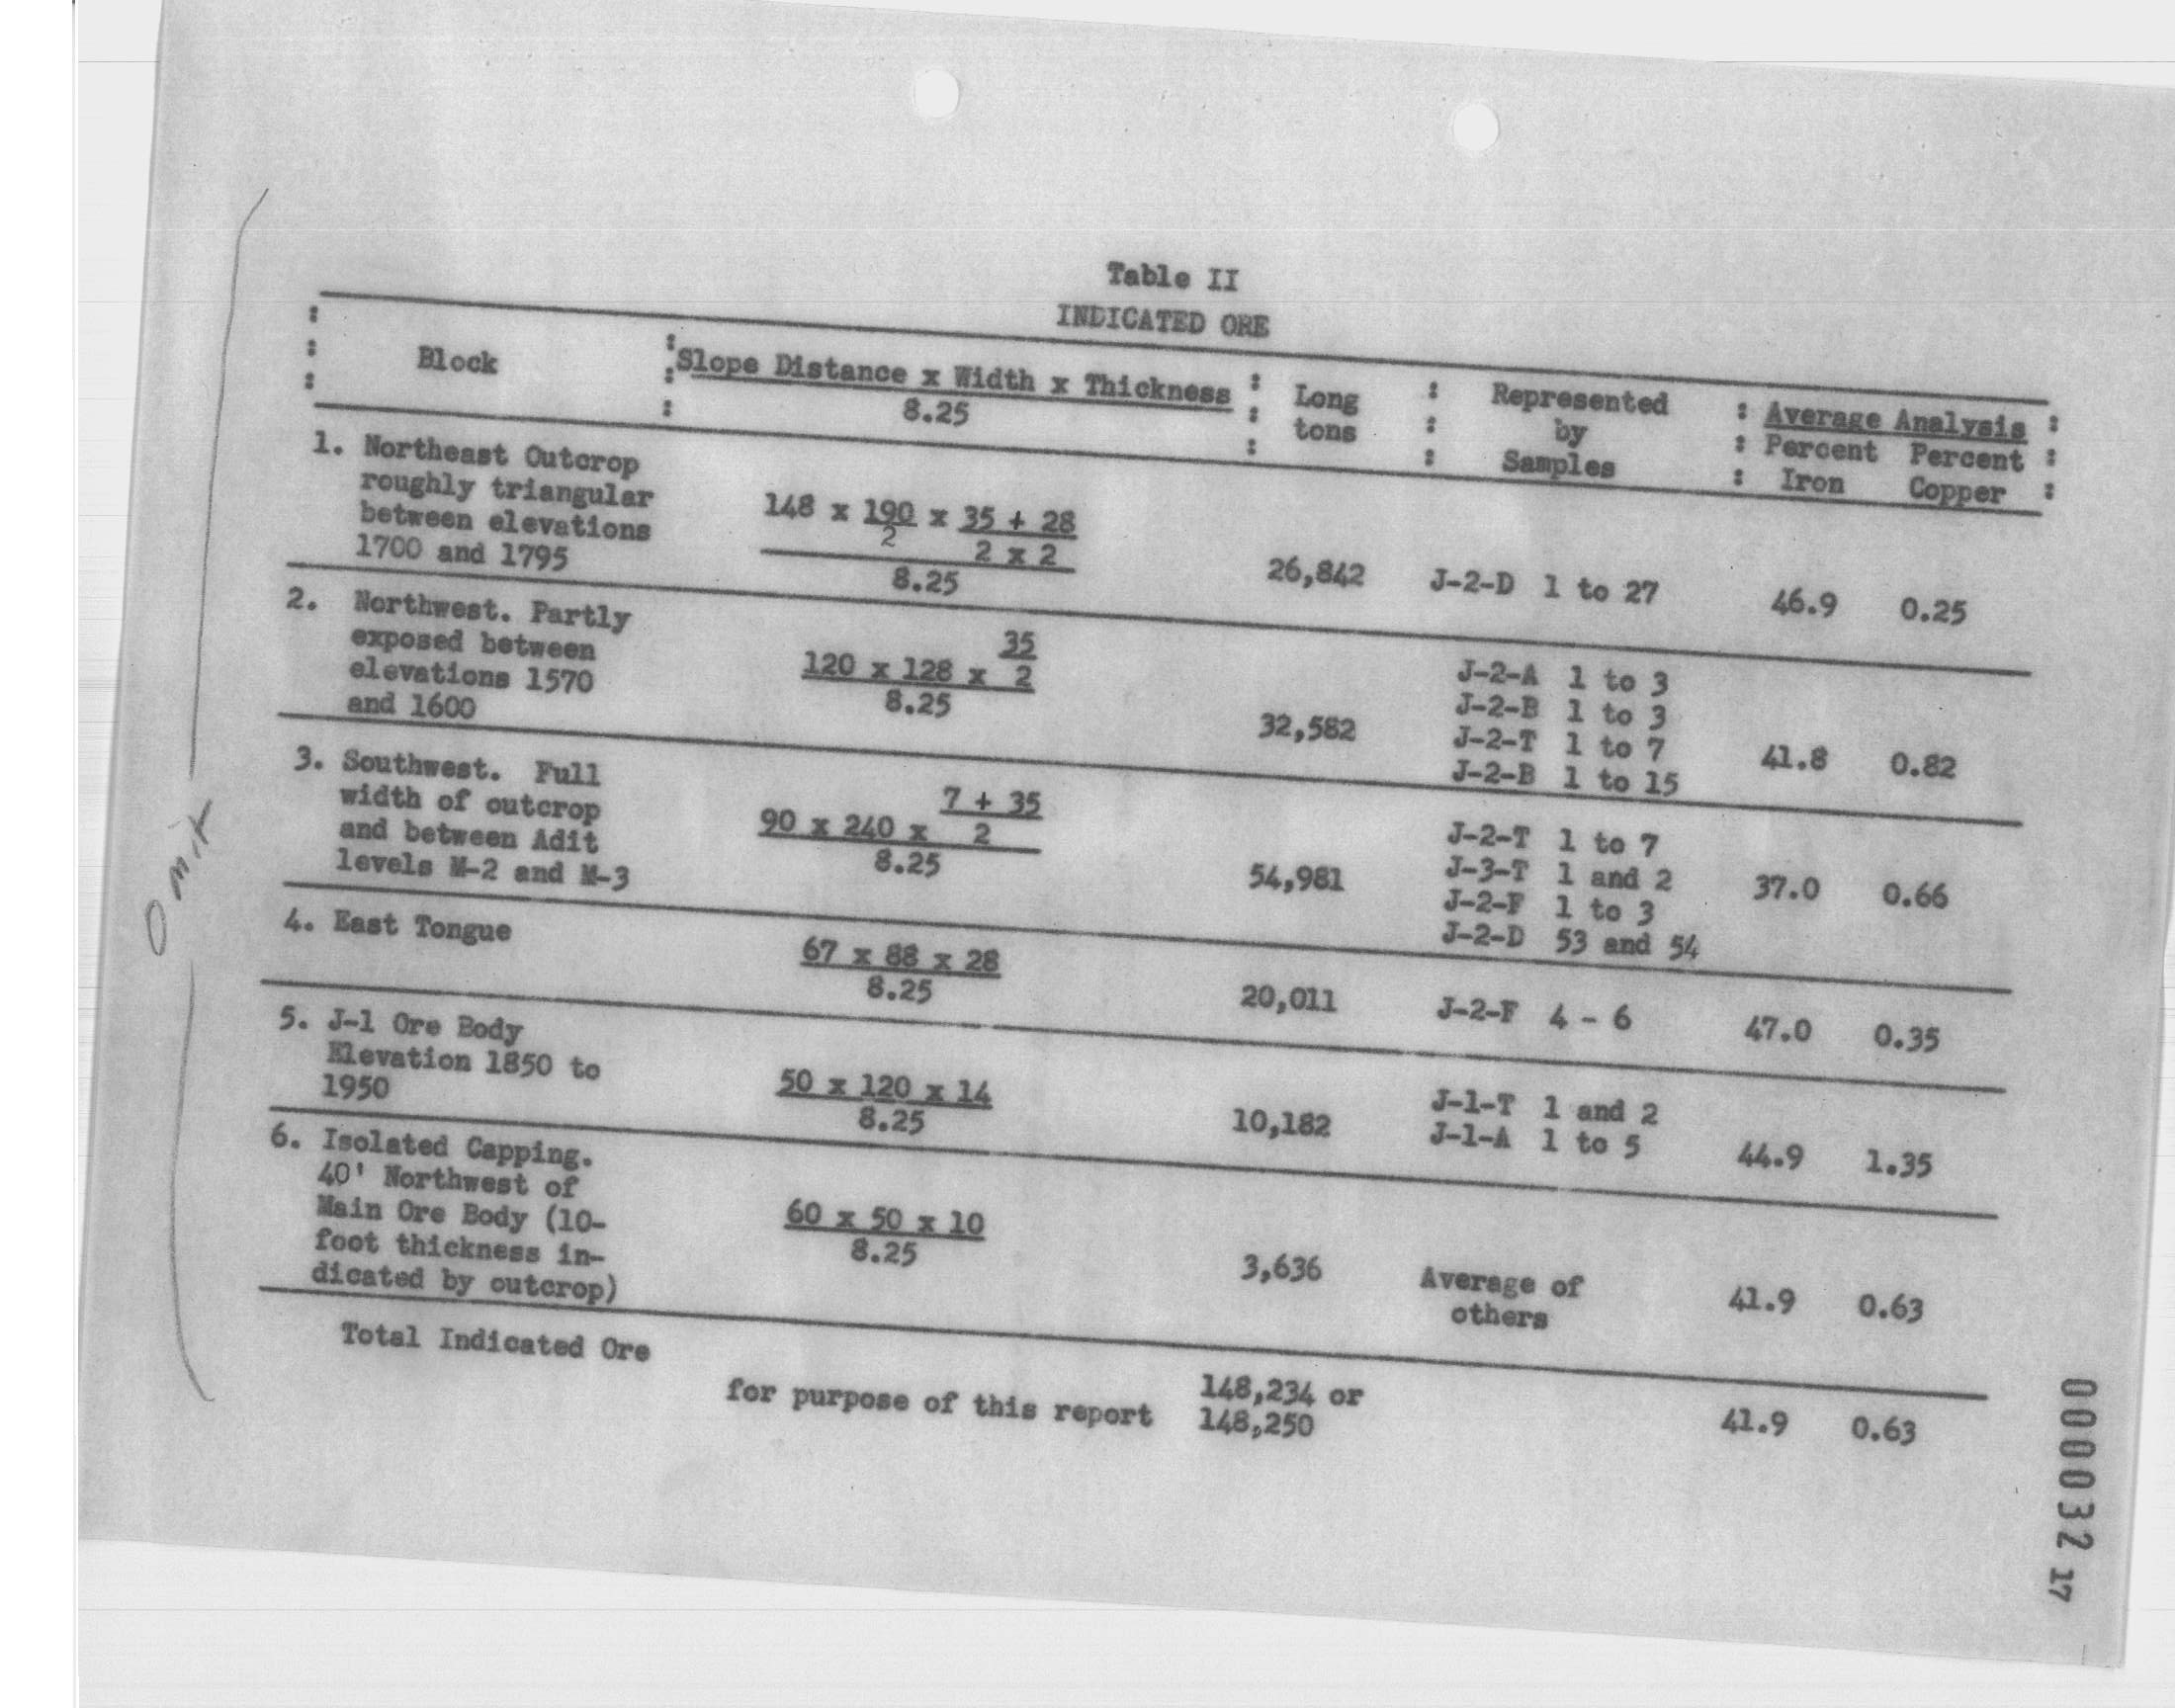 Table II
INDICATED ORE
Block : Slope Distance x Width x Thickness : Long : Represented : Average Analysis :
8.25 tons by Percent Percent
Samples Iron Copper
1. Northeast Outcrop
roughly triangular
between elevations
1700 and 1795
148 x 190 x 35 + 28
2 2 x 2
8.25
26,842 J-2-D 1 to 27 46.9 0.25
2. Northwest. Partly
exposed between
elevations 1570
and 1600
35
120 x 128 x 2
8.25
32,582
J-2-A 1 to 3
J-2-B 1 to 3
J-2-T 1 to 7
J-2-B 1 to 15
41.8 0.82
3. Southwest. Full
width of outcrop
and between Adit
levels M-2 and M-3
7 + 35
90 x 240 x 2
8.25
54,981
J-2-T 1 to 7
J-3-T 1 and 2
J-2-F 1 to 3
J-2-D 53 and 54
37.0 0.66
4. East Tongue
67 x 88 x 28
8.25
20,011 J-2-F 4 - 6 47.0 0.35
5. J-1 Ore Body
Elevation 1850 to
1950
50 x 120 x 14
8.25
10,182
J-1-T 1 and 2
J-1-A 1 to 5
44.9 1.35
6. Isolated Capping.
40' Northwest of
Main Ore Body (10-
foot thickness in-
dicated by outcrop)
60 x 50 x 10
8.25
3,636
Average of
others
41.9 0.63
Total Indicated Ore
148,234 or
for purpose of this report 148,250
41.9 0.63
Omit
000032
17